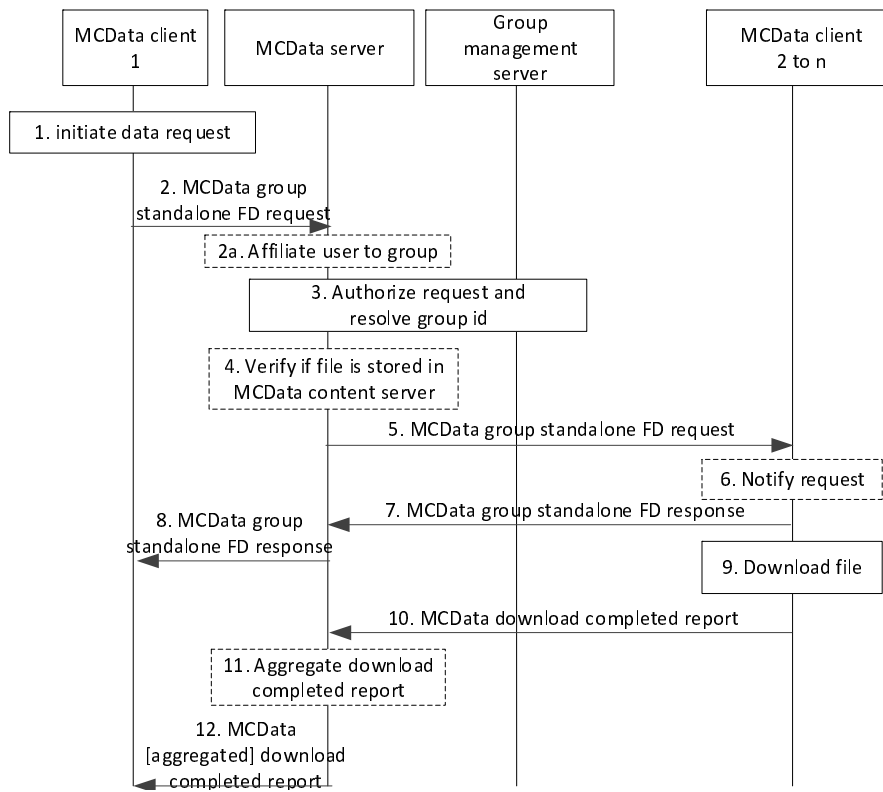 MCData client
1
MCData server
Group
management
server
MCData client
2 to n
1. initiate data request
2. MCData group
standalone FD request
2a. Affiliate user to group
3. Authorize request and
resolve group id
4. Verify if file is stored in
MCData content server
5. MCData group standalone FD request
6. Notify request
7. MCData group standalone FD response
8. MCData group
standalone FD response
9. Download file
10. MCData download completed report
11. Aggregate download
completed report
12. MCData
[aggregated] download
completed report